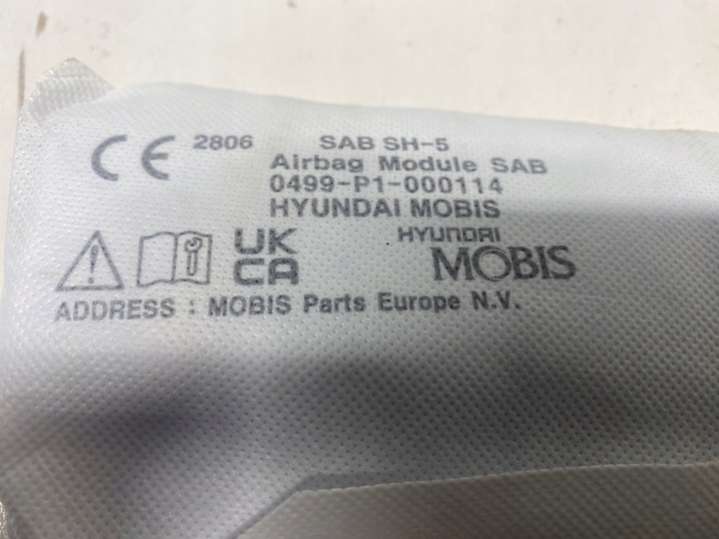 CE 2806 SAB SH-5
Airbag Module SAB
0499-P1-000114
HYUNDAI MOBIS
UK
CA
HYUNDAI
MOBIS
ADDRESS : MOBIS Parts Europe N.V.